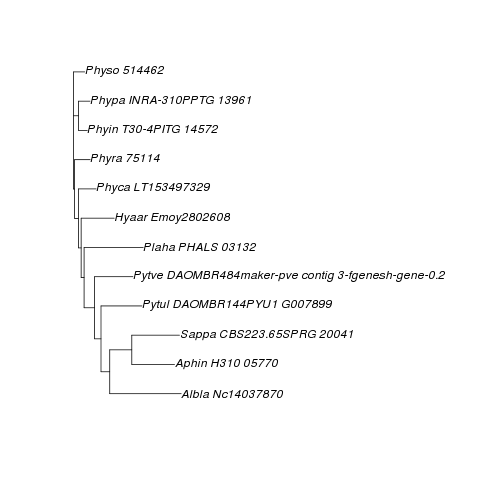 Physo 514462
Phypa INRA-310PPTG 13961
Phyin T30-4PITG 14572
Phyra 75114
Phyca LT153497329
Hyaar Emoy2802608
Plaha PHALS 03132
Pytve DAOMBR484maker-pve contig 3-fgenesh-gene-0.2
Pytul DAOMBR144PYU1 G007899
Sappa CBS223.65SPRG 20041
Aphin H310 05770
Albla Nc14037870